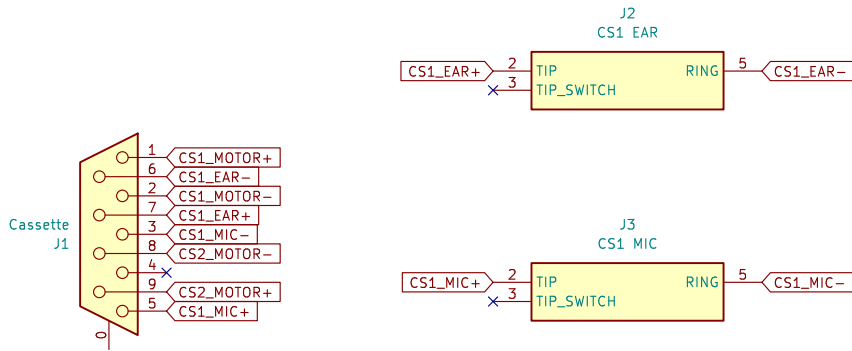 J2
CS1 EAR
CS1_EAR+ 2 TIP RING 5 CS1_EAR-
3 TIP_SWITCH
1 CS1_MOTOR+
6 CS1_EAR-
2 CS1_MOTOR-
7 CS1_EAR+
3 CS1_MIC-
8 CS2_MOTOR-
4
9 CS2_MOTOR+
5 CS1_MIC+
0
Cassette
J1
J3
CS1 MIC
CS1_MIC+ 2 TIP RING 5 CS1_MIC-
3 TIP_SWITCH